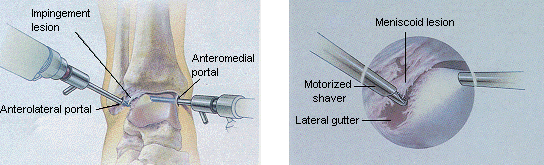 Impingement
lesion
Anteromedial
portal
Anterolateral portal
Meniscoid lesion
Motorized
shaver
Lateral gutter